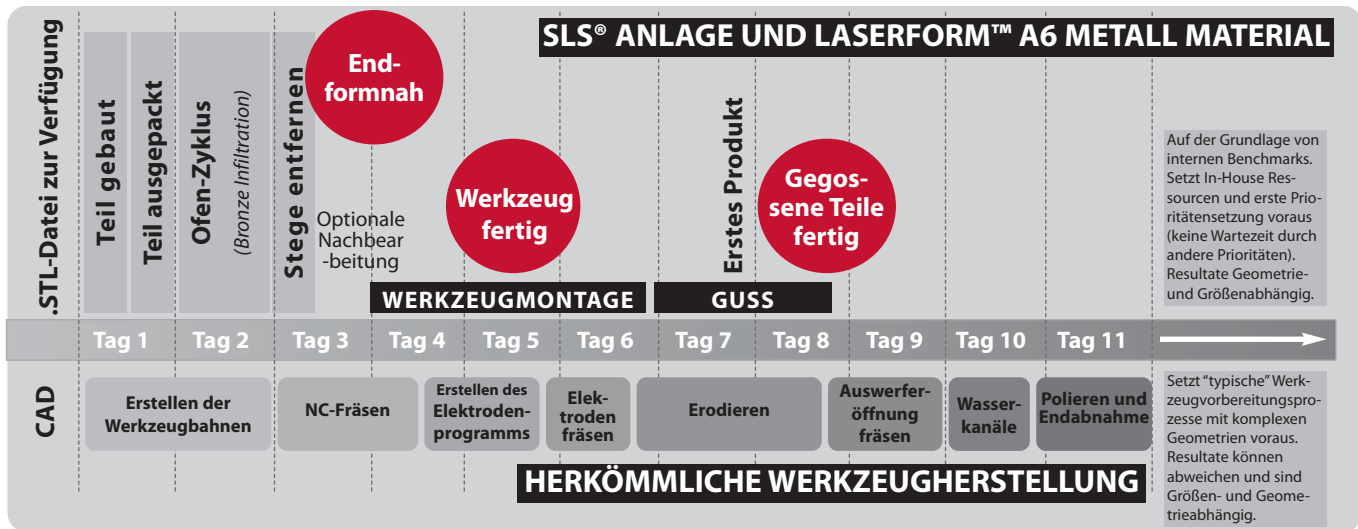 SLS® ANLAGE UND LASERFORM™ A6 METALL MATERIAL
.STL-Datei zur Verfügung
Teil gebaut
Teil ausgepackt
Ofen-Zyklus
(Bronze Infiltration)
Stege entfernen
End-
formnah
Optionale
Nachbear
-beitung
Werkzeug
fertig
Erstes Produkt
Gegos-
sene Teile
fertig
WERKZEUGMONTAGE
GUSS
Auf der Grundlage von
internen Benchmarks.
Setzt In-House Res-
sourcen und erste Prio-
ritätensetzung voraus
(keine Wartezeit durch
andere Prioritäten).
Resultate Geometrie-
und Größenabhängig.
Tag 1
Tag 2
Tag 3
Tag 4
Tag 5
Tag 6
Tag 7
Tag 8
Tag 9
Tag 10
Tag 11
CAD
Erstellen der
Werkzeugbahnen
NC-Fräsen
Erstellen des
Elektroden-
programms
Elek-
troden
fräsen
Erodieren
Auswerfer-
öffnung
fräsen
Wasser-
kanäle
Polieren und
Endabnahme
Setzt “typische” Werk-
zeugvorbereitungspro-
zesse mit komplexen
Geometrien voraus.
Resultate können
abweichen und sind
Größen- und Geome-
trieabhängig.
HERKÖMMLICHE WERKZEUGHERSTELLUNG